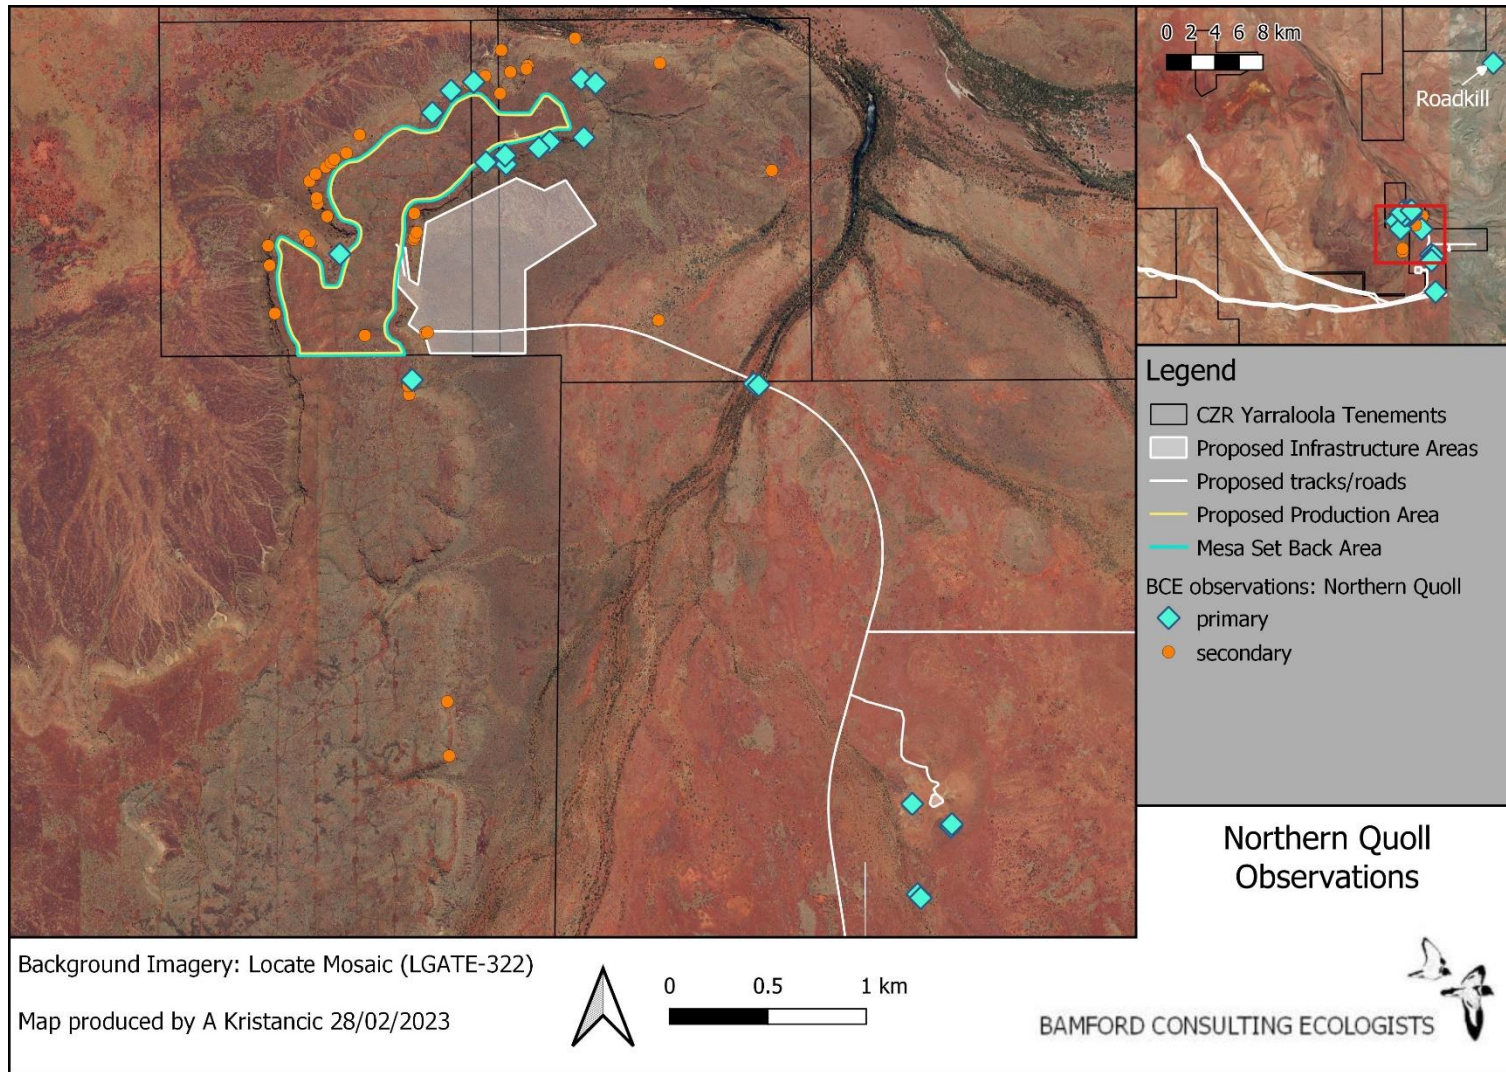 0 2 4 6 8 km
Roadkill
Legend
CZR Yarraloola Tenements
Proposed Infrastructure Areas
Proposed tracks/roads
Proposed Production Area
Mesa Set Back Area
BCE observations: Northern Quoll
primary
secondary
Northern Quoll
Observations
Background Imagery: Locate Mosaic (LGATE-322)
Map produced by A Kristancic 28/02/2023
0 0.5 1 km
BAMFORD CONSULTING ECOLOGISTS